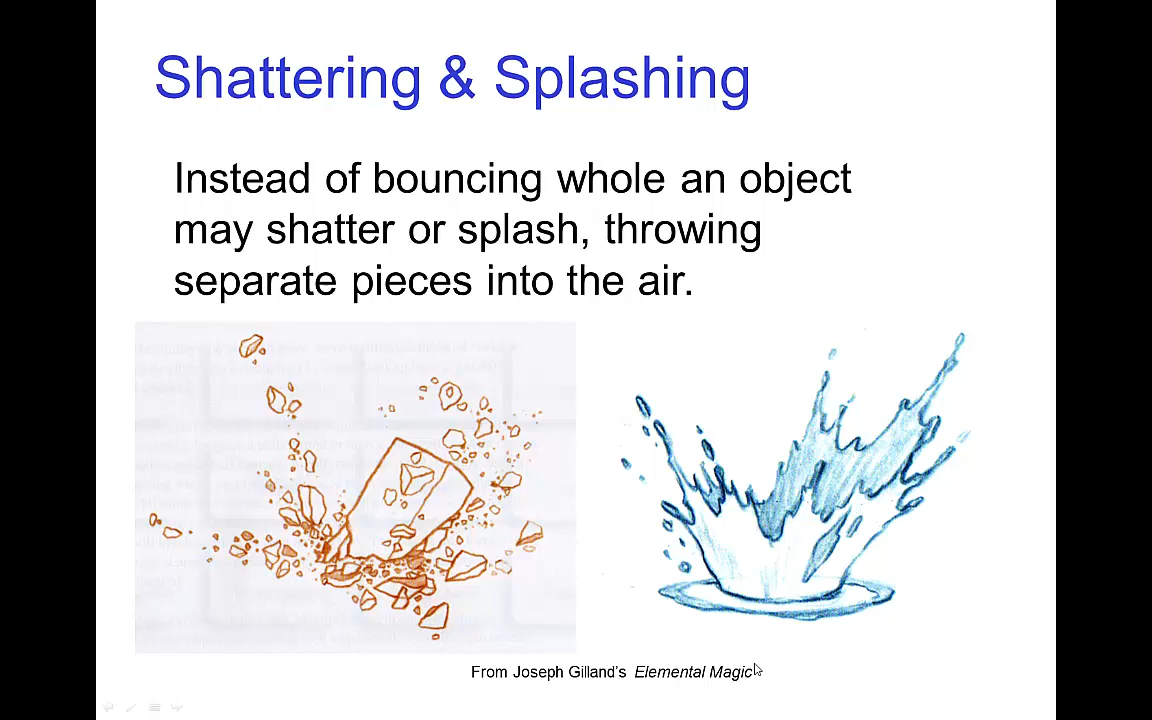 Shattering & Splashing
Instead of bouncing whole an object
may shatter or splash, throwing
separate pieces into the air.
From Joseph Gilland's Elemental Magic